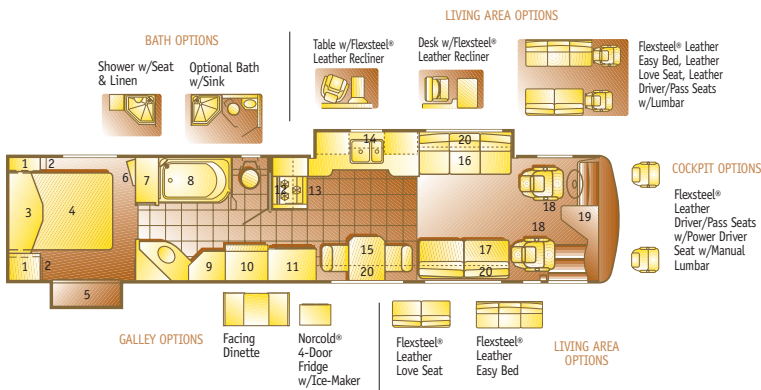 LIVING AREA OPTIONS
BATH OPTIONS
Shower w/Seat
& Linen
Optional Bath
w/Sink
Table w/Flexsteel®
Leather Recliner
Desk w/Flexsteel®
Leather Recliner
Flexsteel® Leather
Easy Bed, Leather
Love Seat, Leather
Driver/Pass Seats
w/Lumbar
1
2
3
4
6
7
8
12
13
14
20
16
18
19
18
1
2
5
9
10
11
15
20
17
20
COCKPIT OPTIONS
Flexsteel®
Leather
Driver/Pass Seats
w/Power Driver
Seat w/Manual
Lumbar
GALLEY OPTIONS
Facing
Dinette
Norcold®
4-Door
Fridge
w/Ice-Maker
Flexsteel®
Leather
Love Seat
Flexsteel®
Leather
Easy Bed
LIVING AREA
OPTIONS